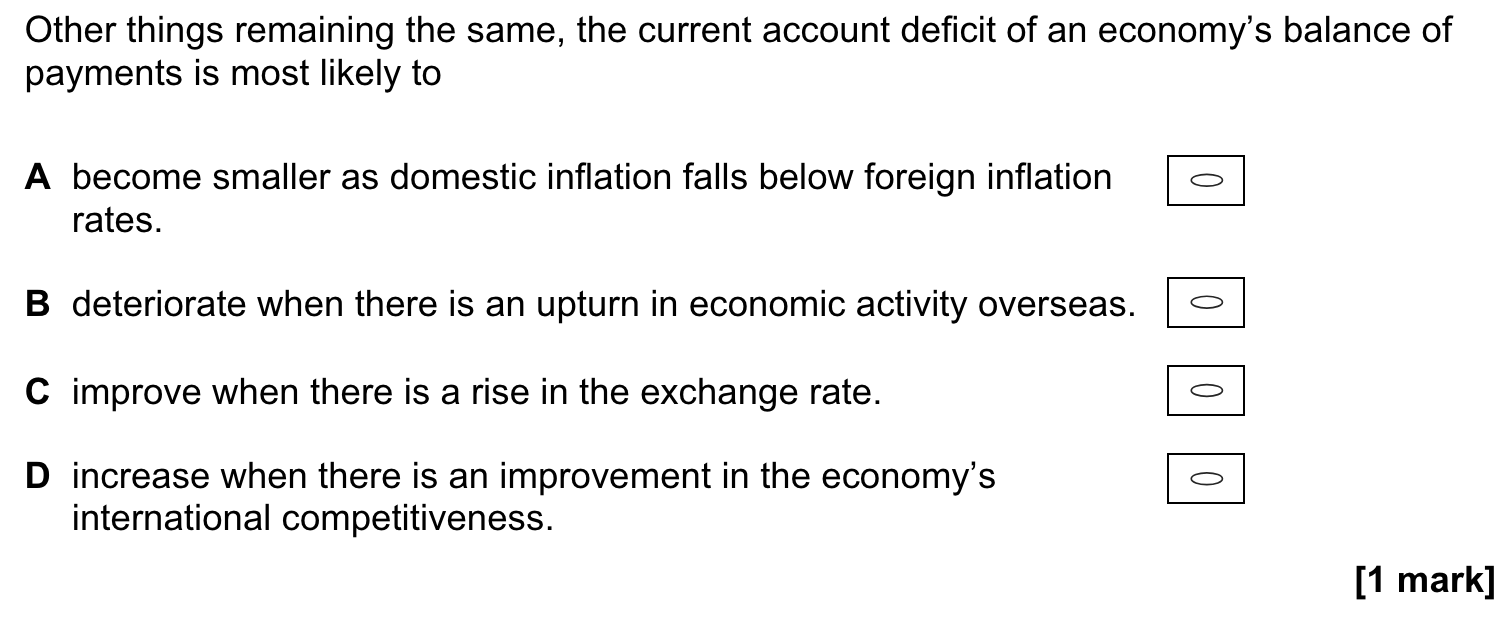 Other things remaining the same, the current account deficit of an economy’s balance of
payments is most likely to
A become smaller as domestic inflation falls below foreign inflation
rates.
B deteriorate when there is an upturn in economic activity overseas.
C improve when there is a rise in the exchange rate.
D increase when there is an improvement in the economy’s
international competitiveness.
[1 mark]